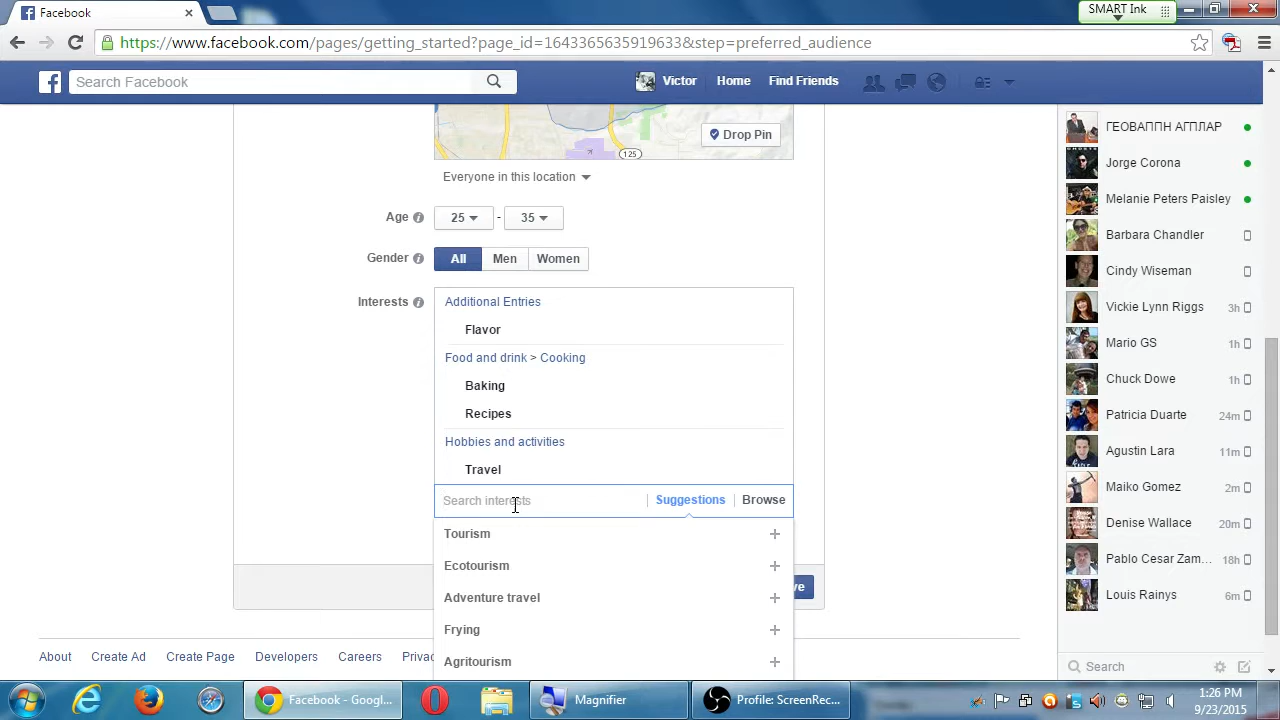 Facebook
SMART Ink
https://www.facebook.com/pages/getting_started?page_id=1643365635919633&step=preferred_audience
Search Facebook
Victor Home Find Friends
Drop Pin
125
Everyone in this location
Age 25 - 35
Gender All Men Women
Interests Additional Entries
Flavor
Food and drink > Cooking
Baking
Recipes
Hobbies and activities
Travel
Search interests Suggestions Browse
Tourism
Ecotourism
Adventure travel
Frying
Agritourism
ve
About Create Ad Create Page Developers Careers Privac
ΓΕΟΒΑΠΠΗ ΑΓΠΛΑΡ
Jorge Corona
Melanie Peters Paisley
Barbara Chandler
Cindy Wiseman
Vickie Lynn Riggs 3h
Mario GS 1h
Chuck Dowe 1h
Patricia Duarte 24m
Agustin Lara 11m
Maiko Gomez 2m
Denise Wallace 20m
Pablo Cesar Zam... 18h
Louis Rainys 6m
Search
Facebook - Googl...
Magnifier
Profile: ScreenRec...
1:26 PM
9/23/2015